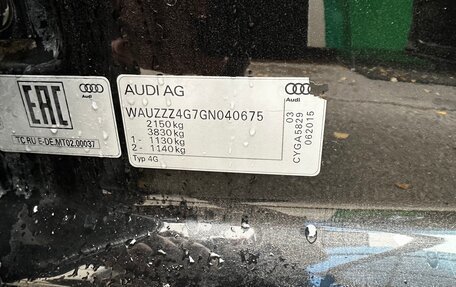 EAC
Audi
TC RU E-DE.MT02.00037
AUDI AG
Audi
WAUZZZ4G7GN040675
2150kg
3830kg
1- 1130kg
2- 1140kg
Typ 4G
03
CYGA5829
062015